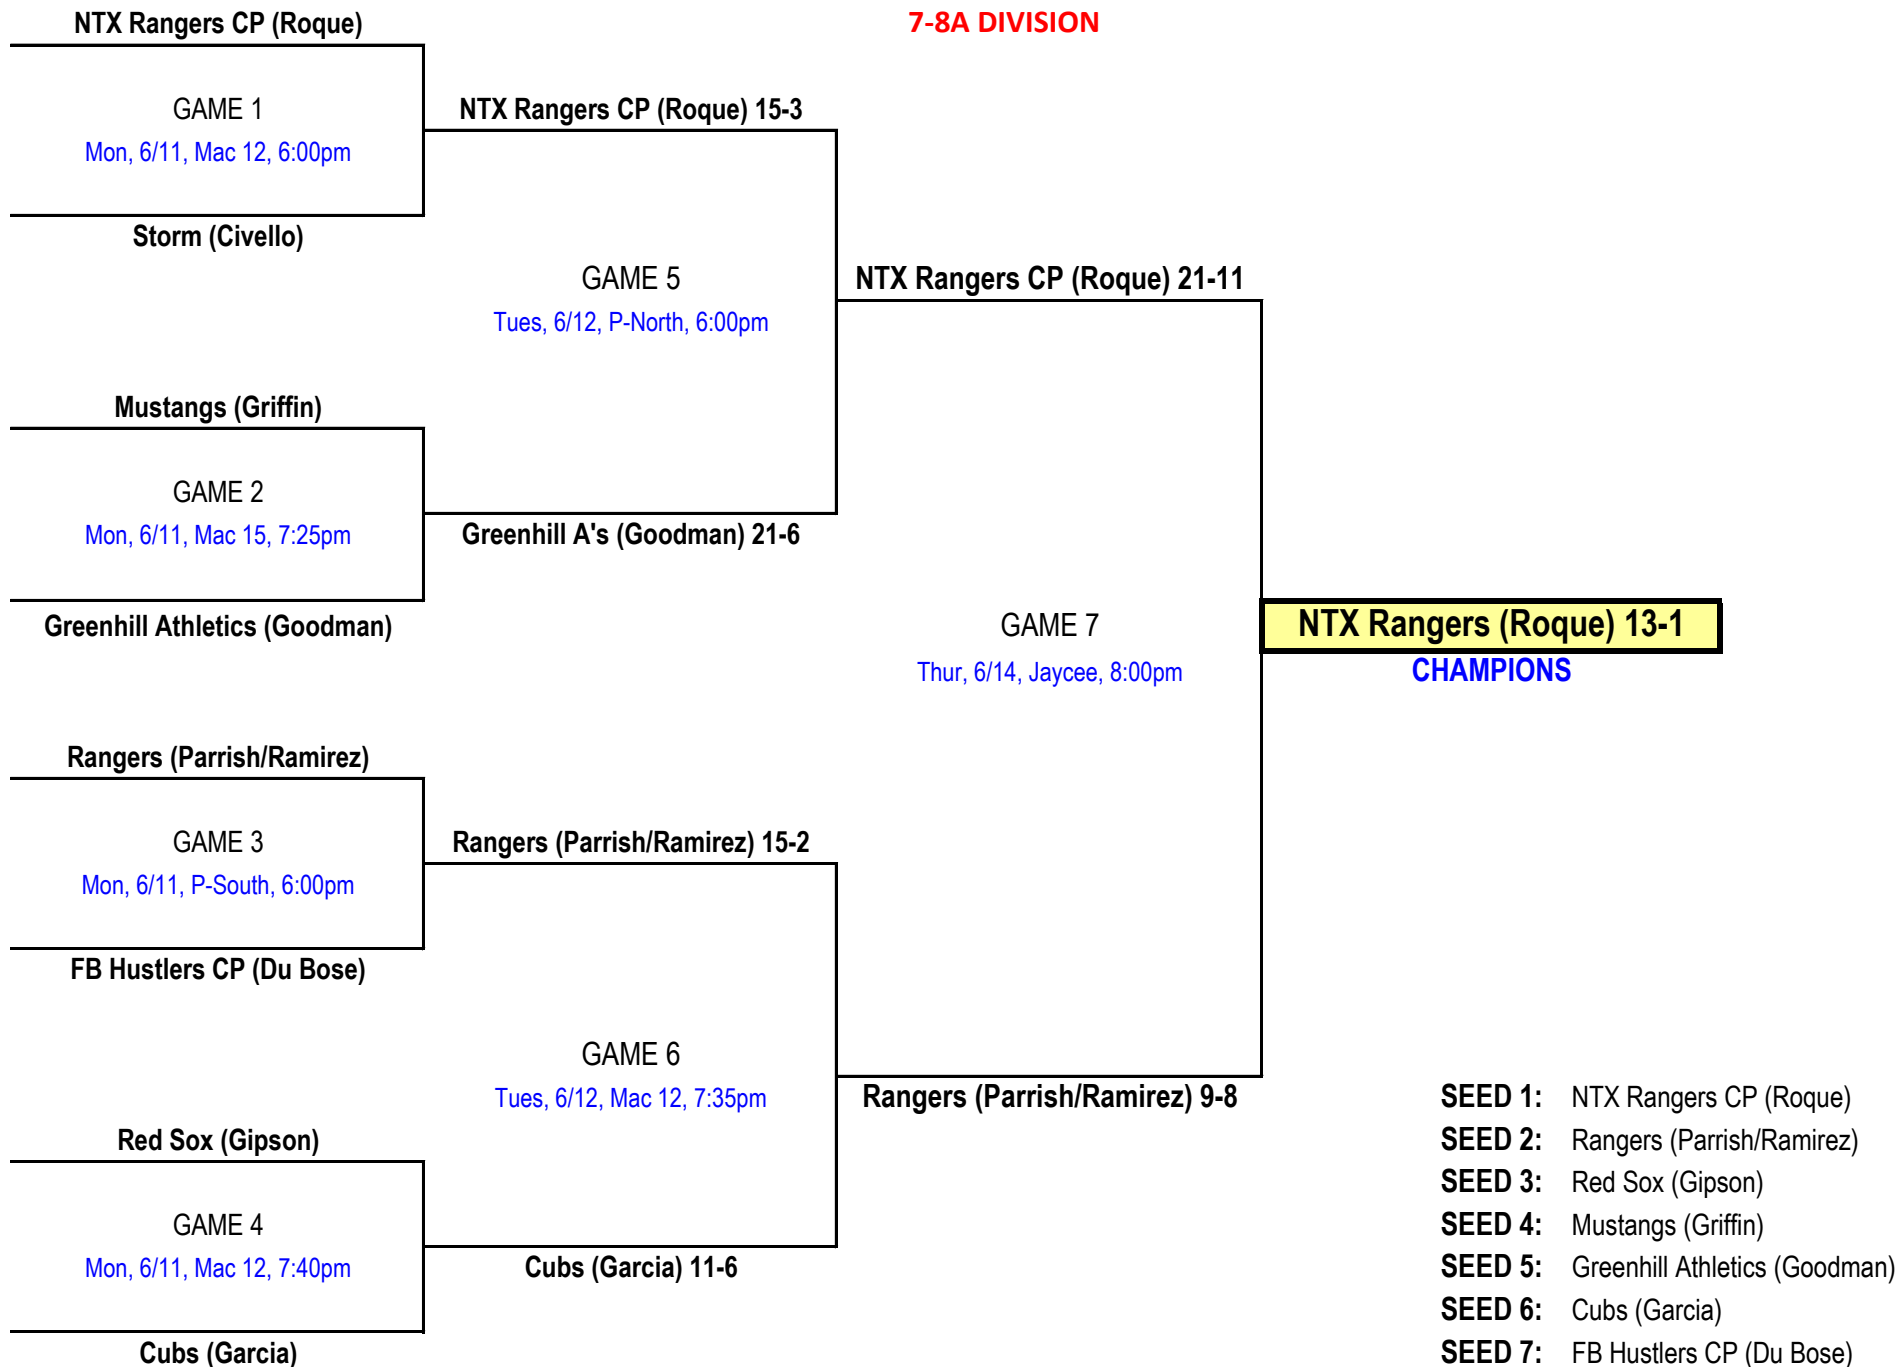 7-8A DIVISION
NTX Rangers CP (Roque)
GAME 1
Mon, 6/11, Mac 12, 6:00pm
Storm (Civello)
NTX Rangers CP (Roque) 15-3
GAME 5
Tues, 6/12, P-North, 6:00pm
NTX Rangers CP (Roque) 21-11
Mustangs (Griffin)
GAME 2
Mon, 6/11, Mac 15, 7:25pm
Greenhill A's (Goodman) 21-6
Greenhill Athletics (Goodman)
GAME 7
Thur, 6/14, Jaycee, 8:00pm
NTX Rangers (Roque) 13-1
CHAMPIONS
Rangers (Parrish/Ramirez)
GAME 3
Mon, 6/11, P-South, 6:00pm
FB Hustlers CP (Du Bose)
Rangers (Parrish/Ramirez) 15-2
GAME 6
Tues, 6/12, Mac 12, 7:35pm
Rangers (Parrish/Ramirez) 9-8
Red Sox (Gipson)
GAME 4
Mon, 6/11, Mac 12, 7:40pm
Cubs (Garcia) 11-6
Cubs (Garcia)
SEED 1: NTX Rangers CP (Roque)
SEED 2: Rangers (Parrish/Ramirez)
SEED 3: Red Sox (Gipson)
SEED 4: Mustangs (Griffin)
SEED 5: Greenhill Athletics (Goodman)
SEED 6: Cubs (Garcia)
SEED 7: FB Hustlers CP (Du Bose)